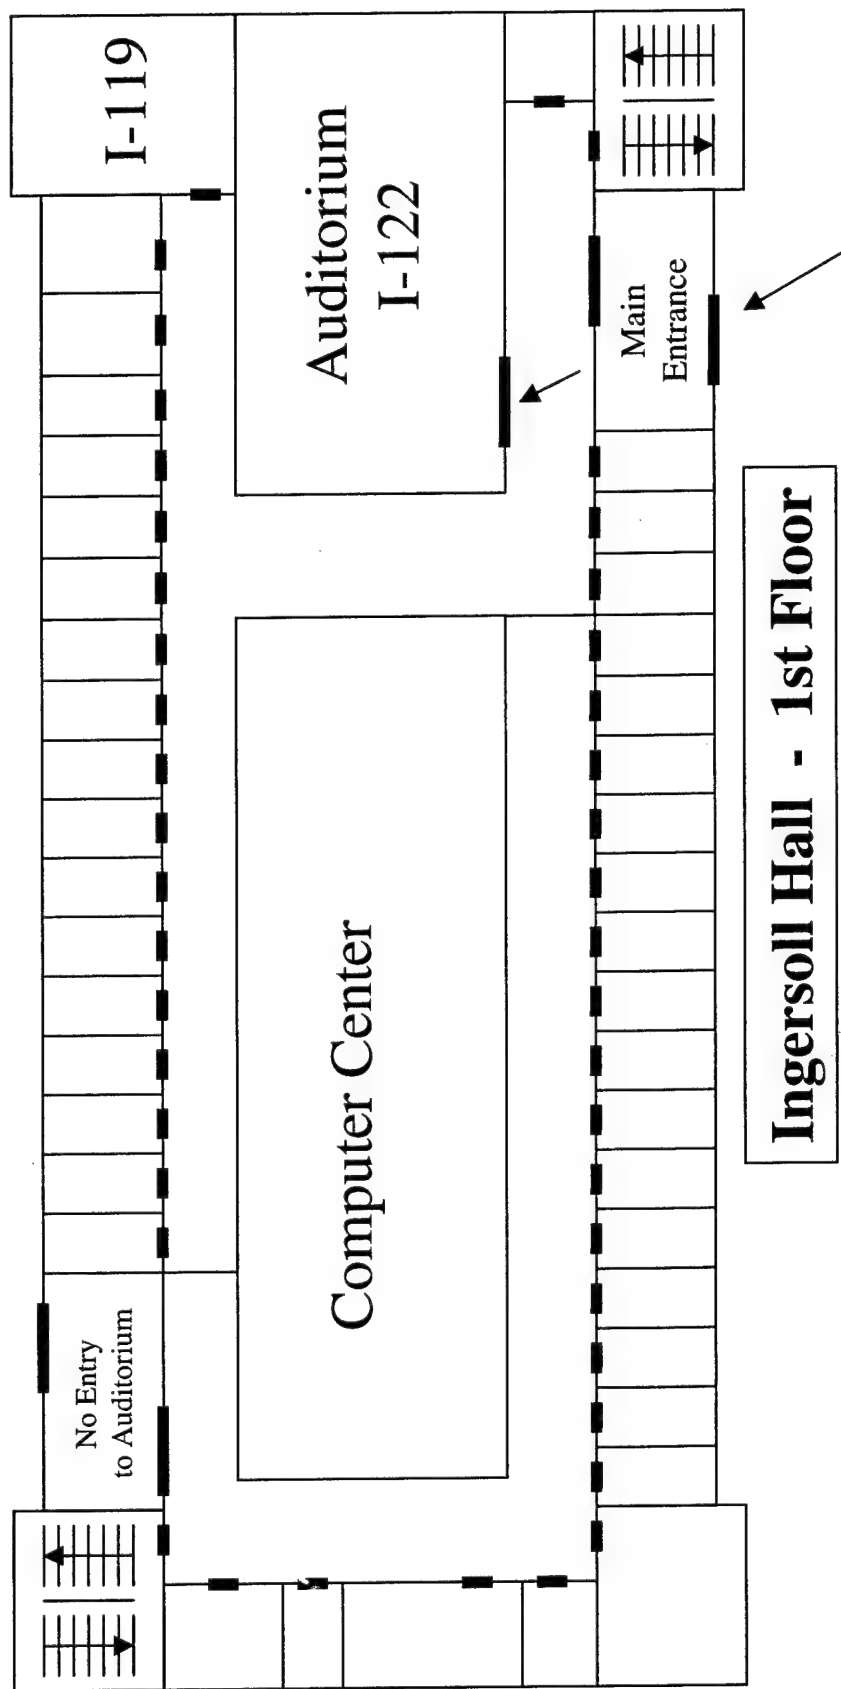 I-119
Auditorium
I-122
Main
Entrance
Computer Center
No Entry
to Auditorium
Ingersoll Hall - 1st Floor